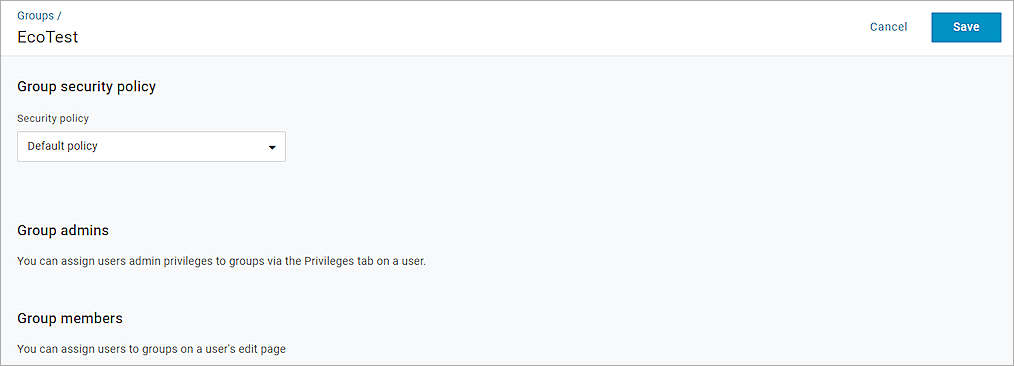 Groups /
EcoTest
Cancel
Save
Group security policy
Security policy
Default policy
Group admins
You can assign users admin privileges to groups via the Privileges tab on a user.
Group members
You can assign users to groups on a user's edit page